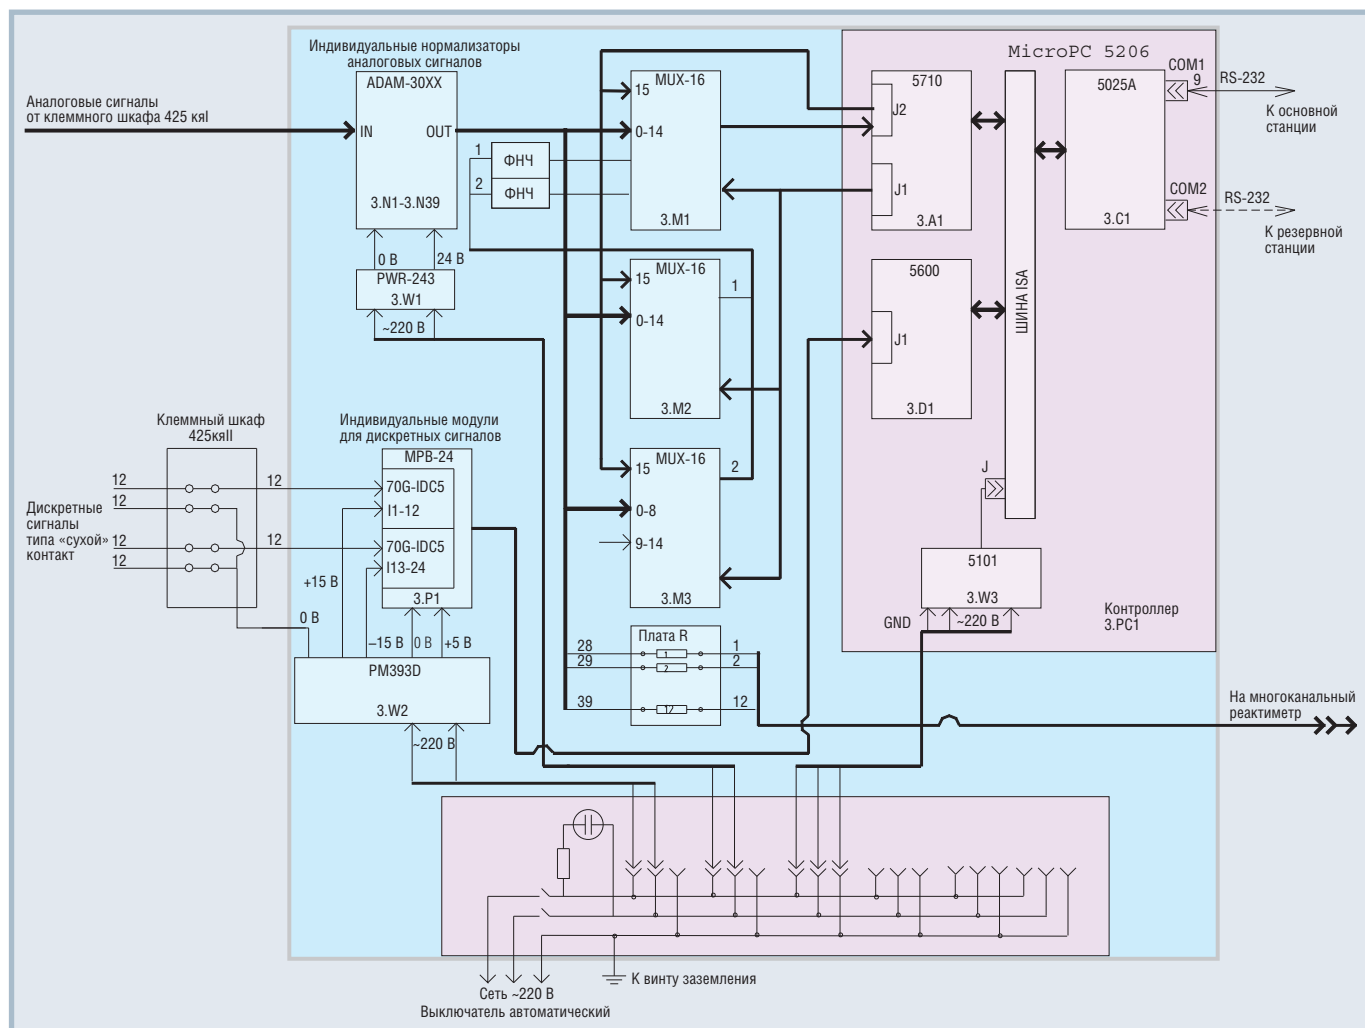 Индивидуальные нормализаторы
аналоговых сигналов
ADAM-30XX
IN
OUT
3.N1-3.N39
Аналоговые сигналы
от клеммного шкафа 425 кяI
0 В
24 В
PWR-243
3.W1
~220 В
1
ФНЧ
2
ФНЧ
MUX-16
15
0-14
3.M1
MUX-16
15
0-14
1
3.M2
MUX-16
15
2
0-8
9-14
3.M3
MicroPC 5206
5710
J2
J1
3.A1
5600
J1
3.D1
ШИНА ISA
5025A
3.C1
COM1
9
RS-232
К основной
станции
COM2
RS-232
К резервной
станции
J
5101
3.W3
GND
~220 В
Контроллер
3.PC1
Клеммный шкаф
425кяII
12
12
12
12
12
12
Дискретные
сигналы
типа «сухой»
контакт
Индивидуальные модули
для дискретных сигналов
MPB-24
70G-IDC5
I1-12
70G-IDC5
I13-24
3.P1
+15 В
0 В
–15 В
0 В
+5 В
PM393D
3.W2
~220 В
Плата R
28
1
1
29
2
2
39
12
12
На многоканальный
реактиметр
К винту заземления
Сеть ~220 В
Выключатель автоматический